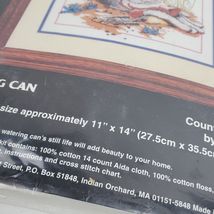 G CAN
Coun
size approximately 11" x 14" (27.5cm x 35.5c
by
watering can's still life will add beauty to your home.
kit contains: 100% cotton 14 count Aida cloth, 100% cotton floss,
instructions and cross stitch chart.
Street, P.O. Box 51848, Indian Orchard, MA 01151-5848 Made